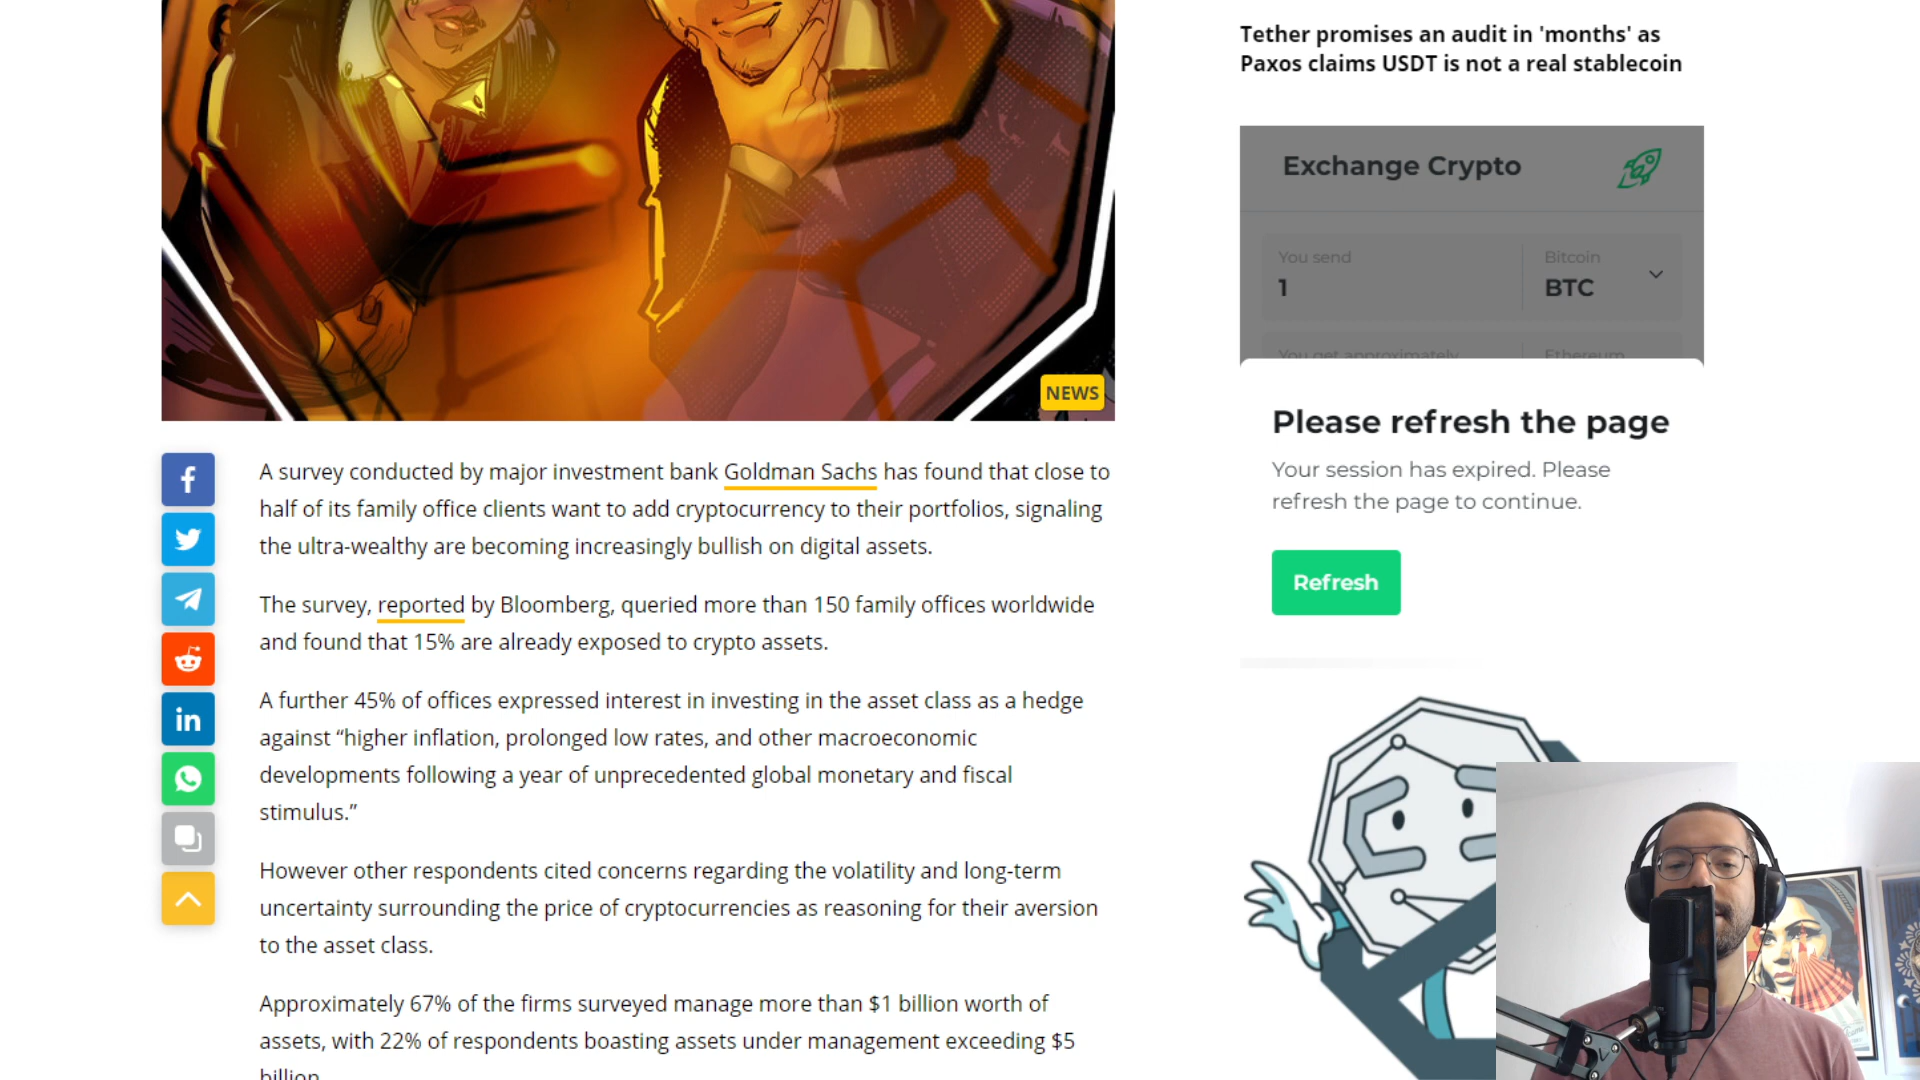 NEWS
A survey conducted by major investment bank Goldman Sachs has found that close to
half of its family office clients want to add cryptocurrency to their portfolios, signaling
the ultra-wealthy are becoming increasingly bullish on digital assets.
The survey, reported by Bloomberg, queried more than 150 family offices worldwide
and found that 15% are already exposed to crypto assets.
A further 45% of offices expressed interest in investing in the asset class as a hedge
against “higher inflation, prolonged low rates, and other macroeconomic
developments following a year of unprecedented global monetary and fiscal
stimulus.”
However other respondents cited concerns regarding the volatility and long-term
uncertainty surrounding the price of cryptocurrencies as reasoning for their aversion
to the asset class.
Approximately 67% of the firms surveyed manage more than $1 billion worth of
assets, with 22% of respondents boasting assets under management exceeding $5
billion.
Tether promises an audit in 'months' as
Paxos claims USDT is not a real stablecoin
Exchange Crypto
You send
1
Bitcoin
BTC
You get approximately
Ethereum
Please refresh the page
Your session has expired. Please
refresh the page to continue.
Refresh